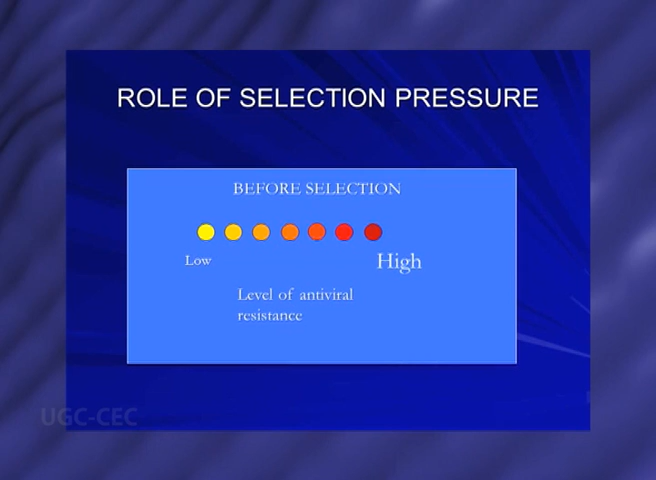 ROLE OF SELECTION PRESSURE
BEFORE SELECTION
Low
High
Level of antiviral
resistance
UGC-CEC